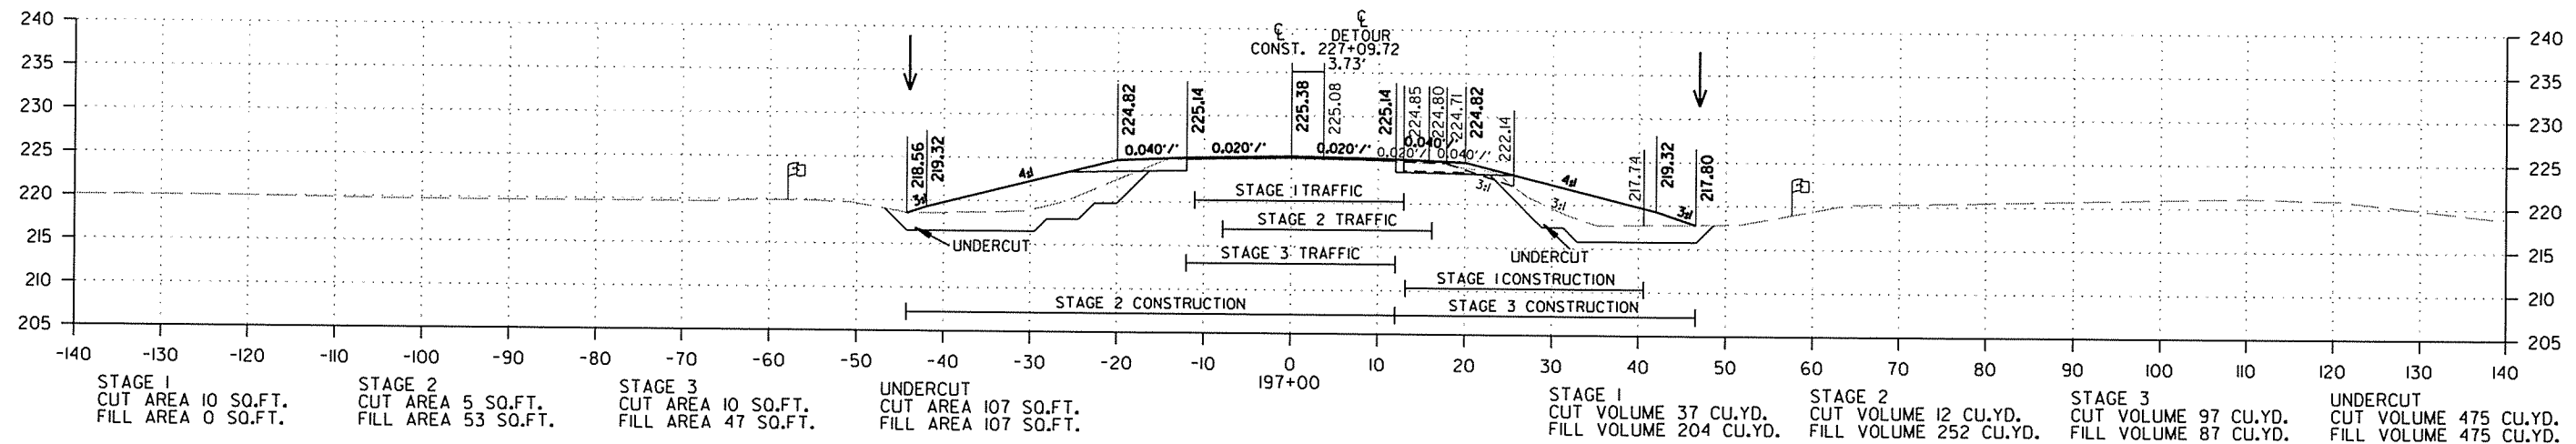 240
235
230
225
220
215
210
205
240
235
230
225
220
215
210
205
℄
℄ DETOUR
CONST. 227+09.72
3.73'
218.56
219.32
224.82
225.14
225.38
225.08
225.14
224.85
224.80
224.71
224.82
222.14
217.74
219.32
217.80
3:1
4:1
0.040'/'
0.020'/'
0.020'/'
0.040'/'
0.020'/'
0.040'/'
3:1
3:1
4:1
3:1
UNDERCUT
UNDERCUT
STAGE 1 TRAFFIC
STAGE 2 TRAFFIC
STAGE 3 TRAFFIC
STAGE 1 CONSTRUCTION
STAGE 2 CONSTRUCTION
STAGE 3 CONSTRUCTION
-140 -130 -120 -110 -100 -90 -80 -70 -60 -50 -40 -30 -20 -10 0 10 20 30 40 50 60 70 80 90 100 110 120 130 140
197+00
STAGE 1
CUT AREA 10 SQ.FT.
FILL AREA 0 SQ.FT.
STAGE 2
CUT AREA 5 SQ.FT.
FILL AREA 53 SQ.FT.
STAGE 3
CUT AREA 10 SQ.FT.
FILL AREA 47 SQ.FT.
UNDERCUT
CUT AREA 107 SQ.FT.
FILL AREA 107 SQ.FT.
STAGE 1
CUT VOLUME 37 CU.YD.
FILL VOLUME 204 CU.YD.
STAGE 2
CUT VOLUME 12 CU.YD.
FILL VOLUME 252 CU.YD.
STAGE 3
CUT VOLUME 97 CU.YD.
FILL VOLUME 87 CU.YD.
UNDERCUT
CUT VOLUME 475 CU.YD.
FILL VOLUME 475 CU.YD.